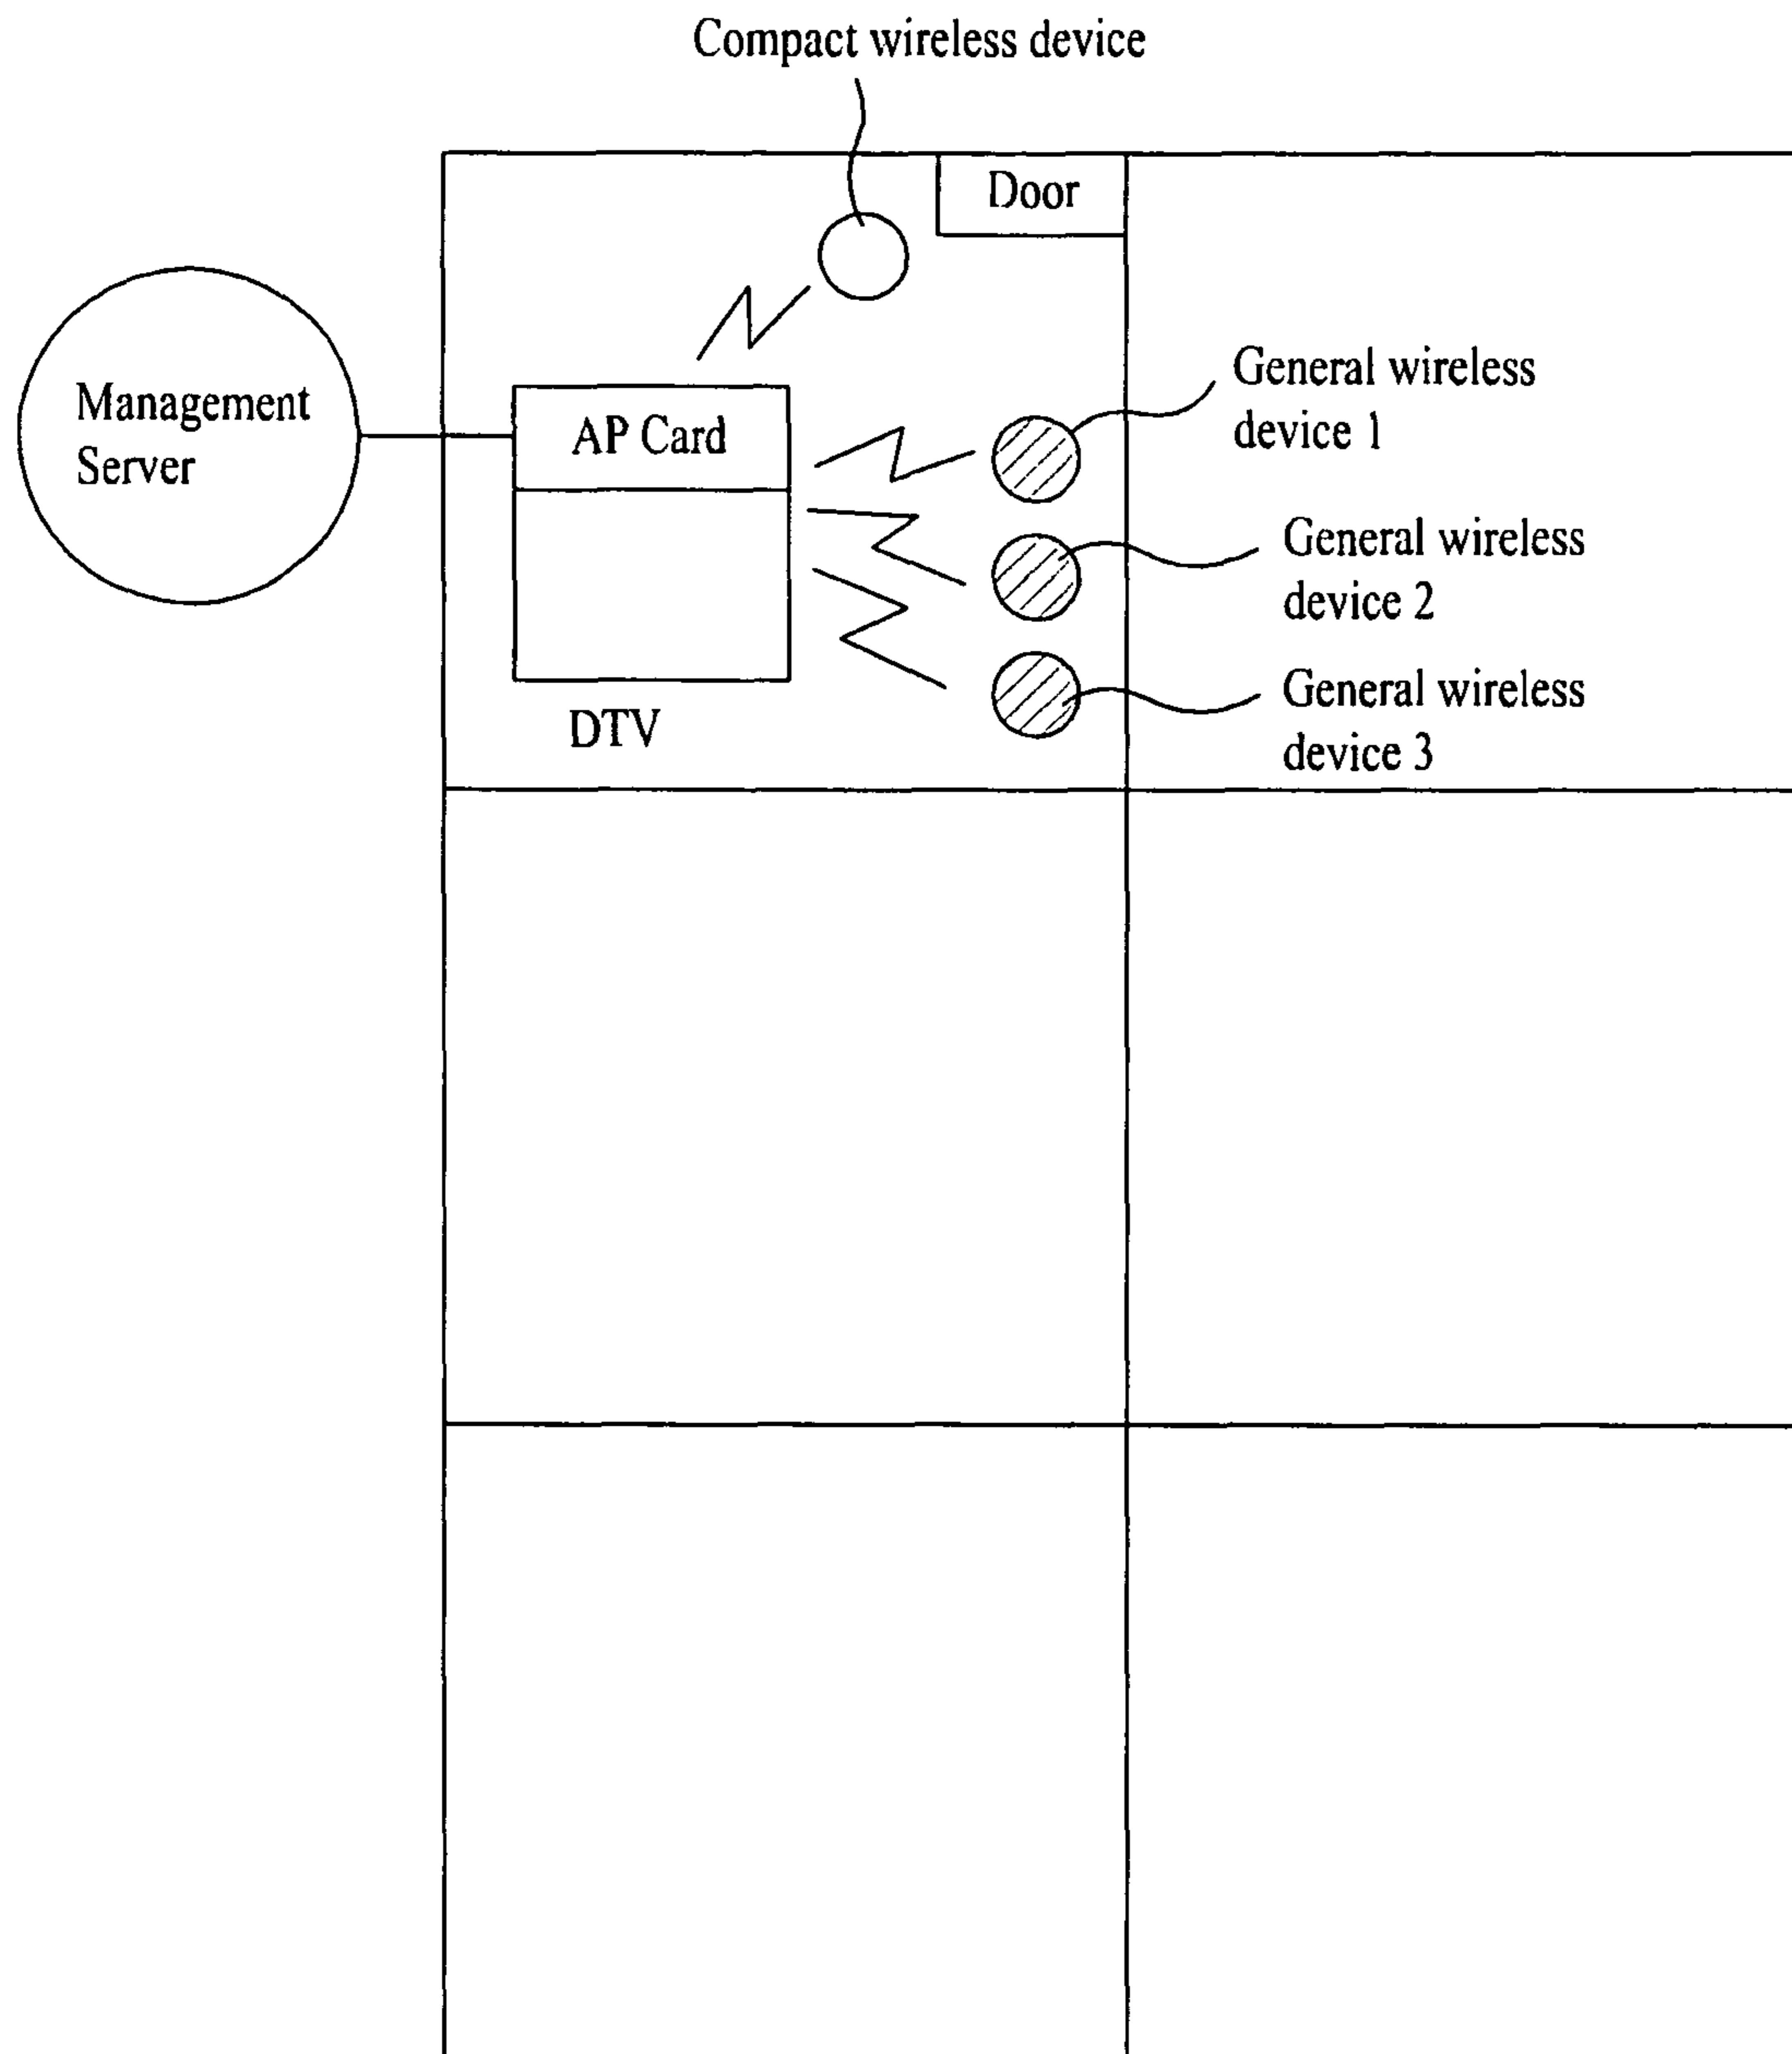 Compact wireless device
Door
Management
Server
AP Card
General wireless
device 1
General wireless
device 2
General wireless
device 3
DTV